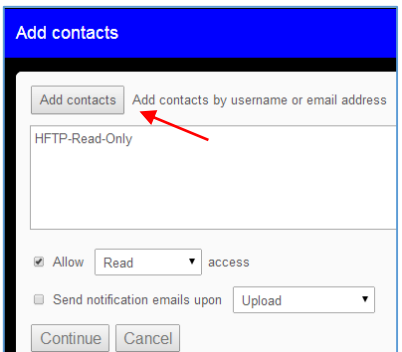 Add contacts
Add contacts Add contacts by username or email address
HFTP-Read-Only
Allow Read access
Send notification emails upon Upload
Continue Cancel